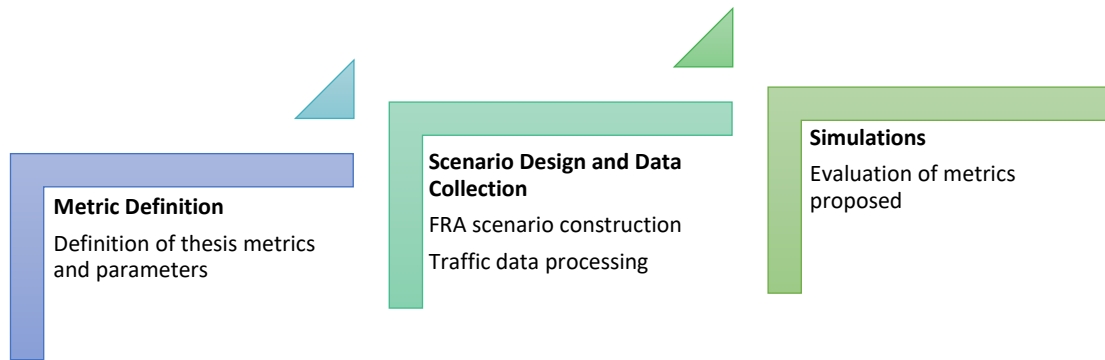 Metric Definition
Definition of thesis metrics
and parameters
Scenario Design and Data
Collection
FRA scenario construction
Traffic data processing
Simulations
Evaluation of metrics
proposed